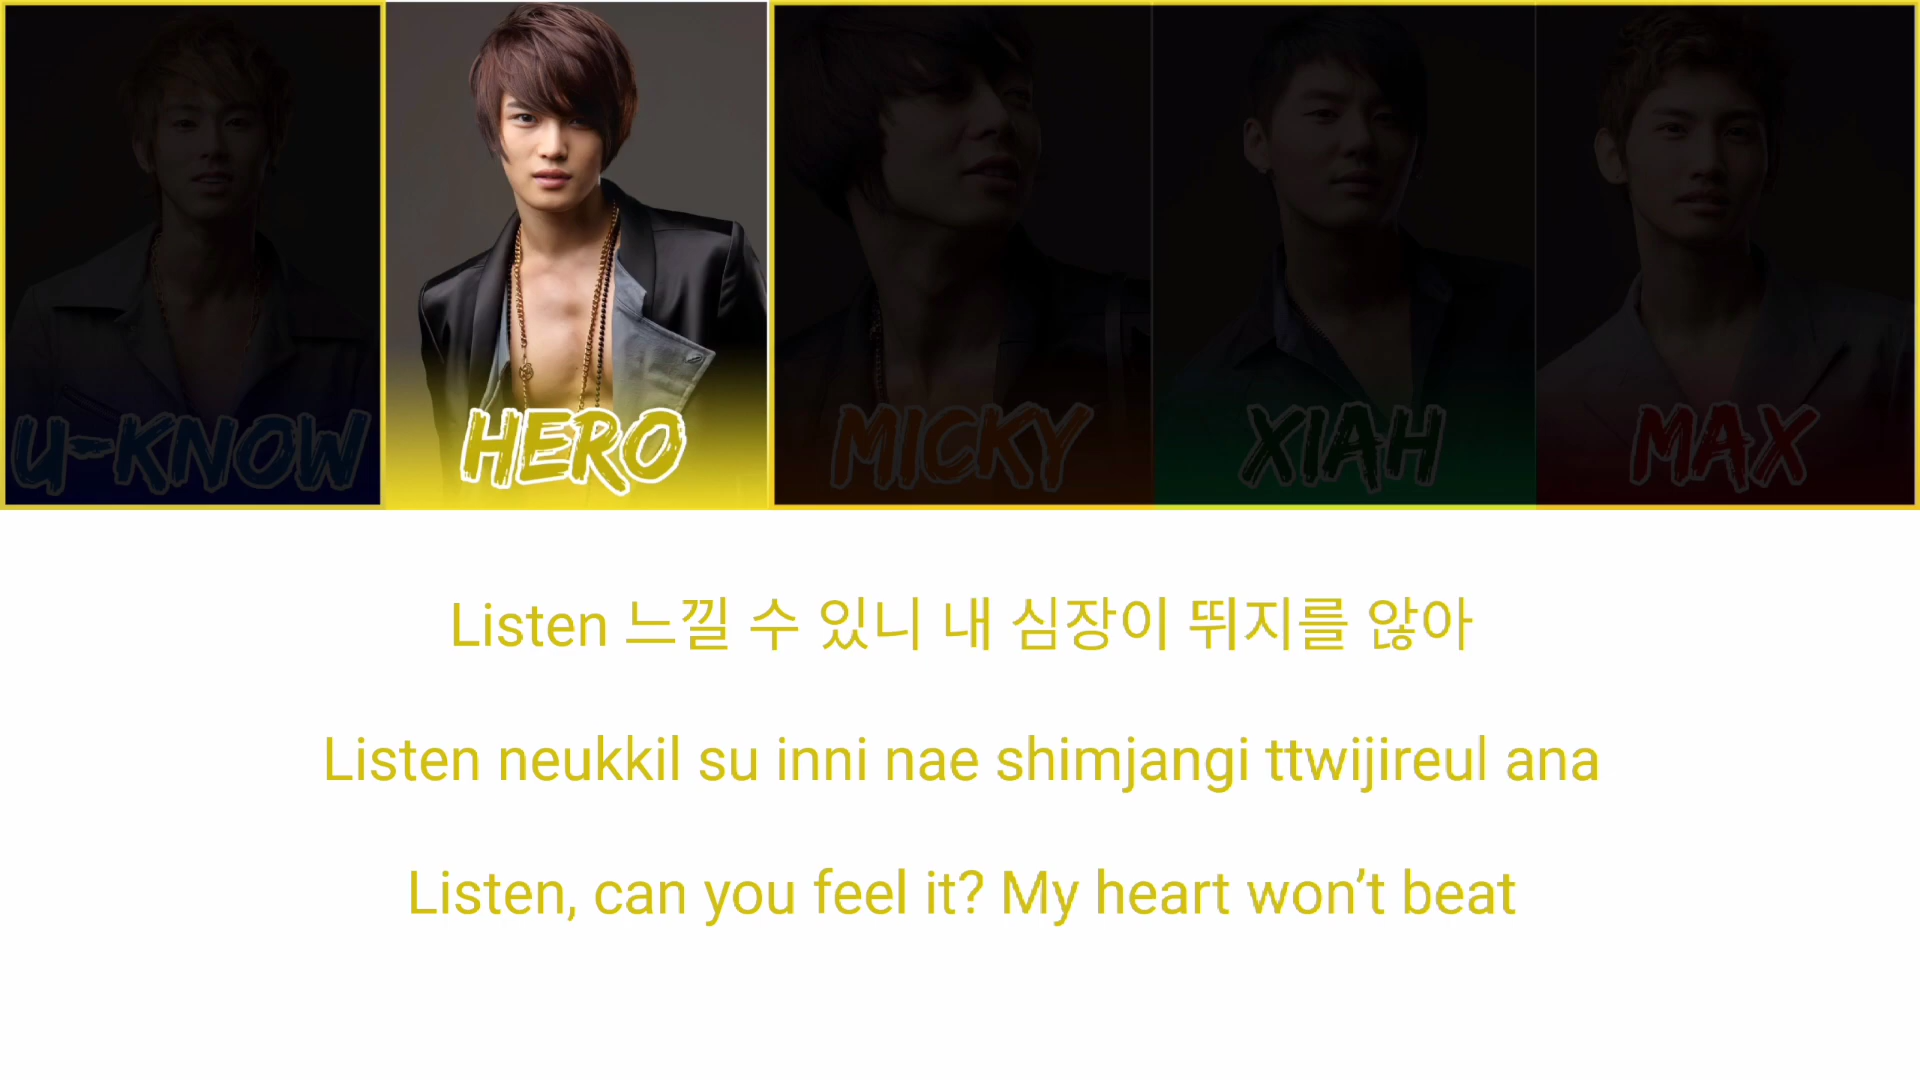 U-KNOW
HERO
MICKY
XIAH
MAX
Listen 느낄 수 있니 내 심장이 뛰지를 않아
Listen neukkil su inni nae shimjangi ttwijireul ana
Listen, can you feel it? My heart won’t beat